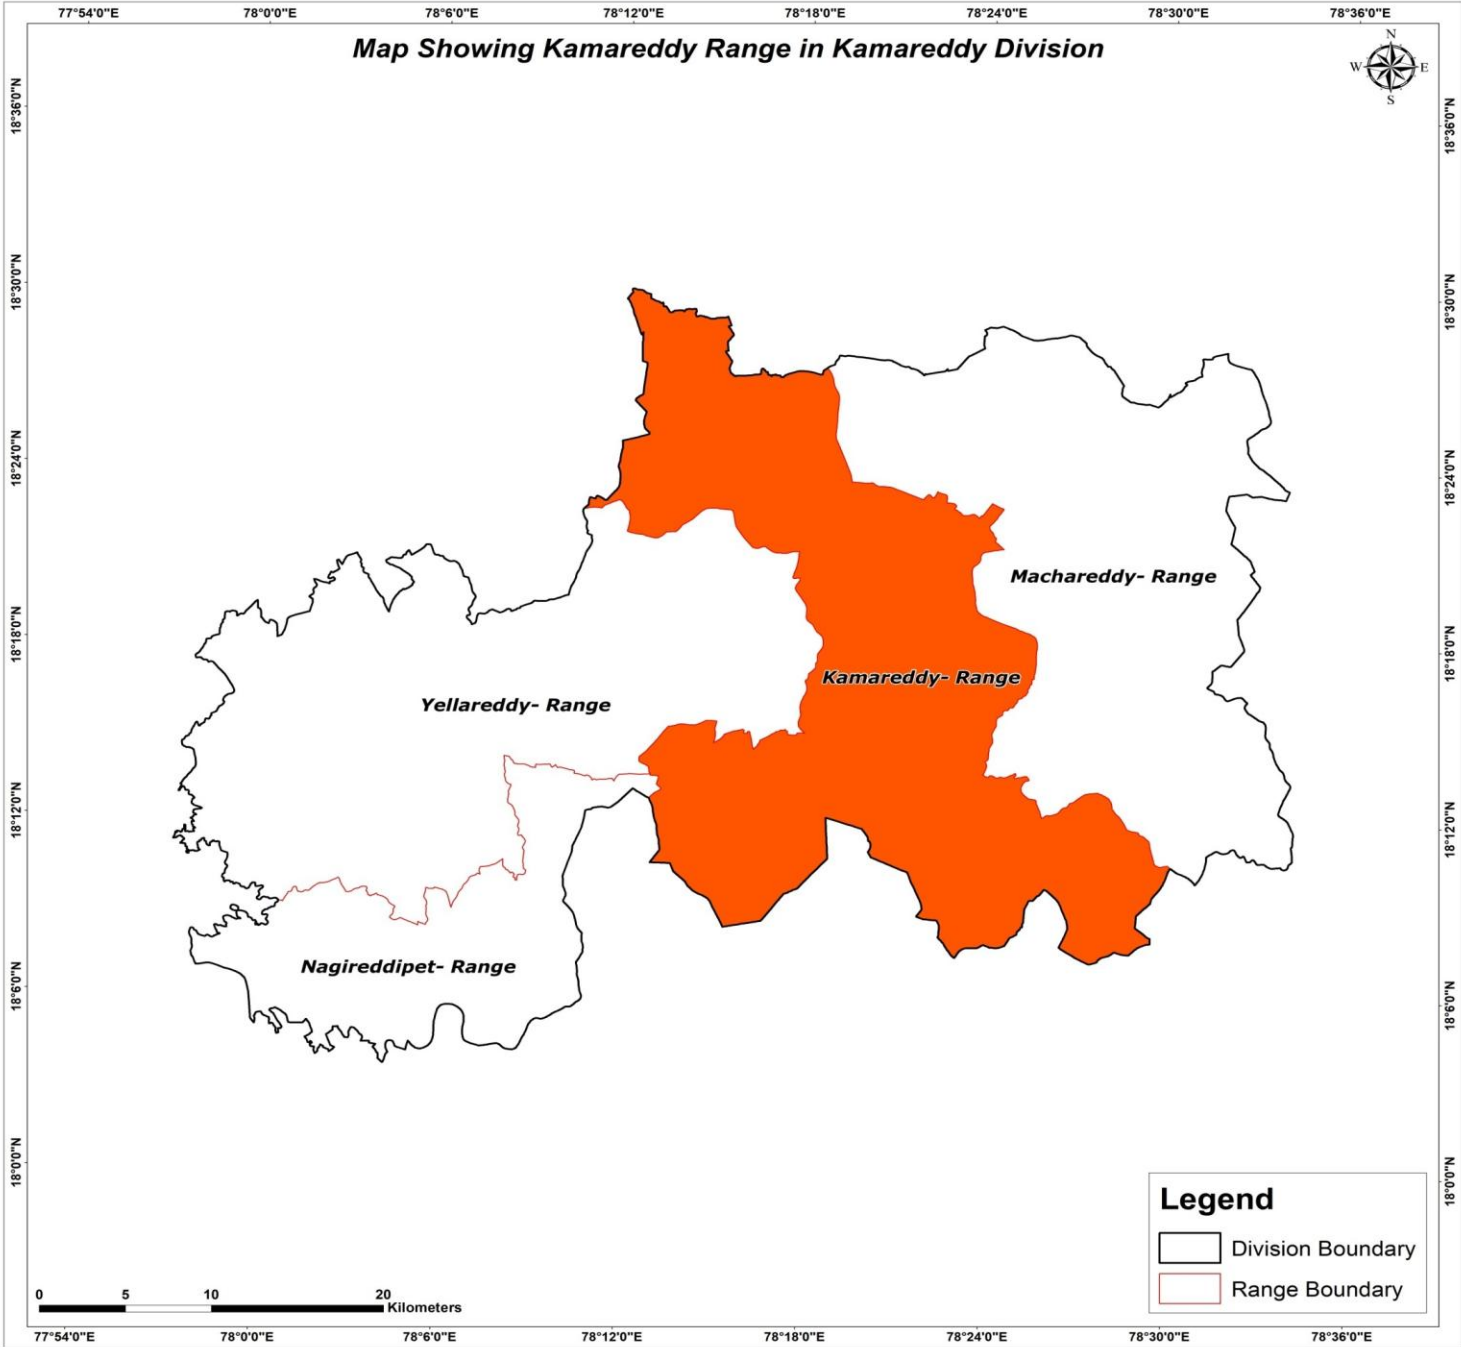 77°54'0"E 78°0'0"E 78°6'0"E 78°12'0"E 78°18'0"E 78°24'0"E 78°30'0"E 78°36'0"E
Map Showing Kamareddy Range in Kamareddy Division
N
W E
S
18°36'0"N 18°36'0"N
18°30'0"N 18°30'0"N
18°24'0"N 18°24'0"N
Machareddy- Range
18°18'0"N 18°18'0"N
Kamareddy- Range
Yellareddy- Range
18°12'0"N 18°12'0"N
Nagireddipet- Range
18°6'0"N 18°6'0"N
18°0'0"N 18°0'0"N
Legend
Division Boundary
Range Boundary
0 5 10 20
Kilometers
77°54'0"E 78°0'0"E 78°6'0"E 78°12'0"E 78°18'0"E 78°24'0"E 78°30'0"E 78°36'0"E